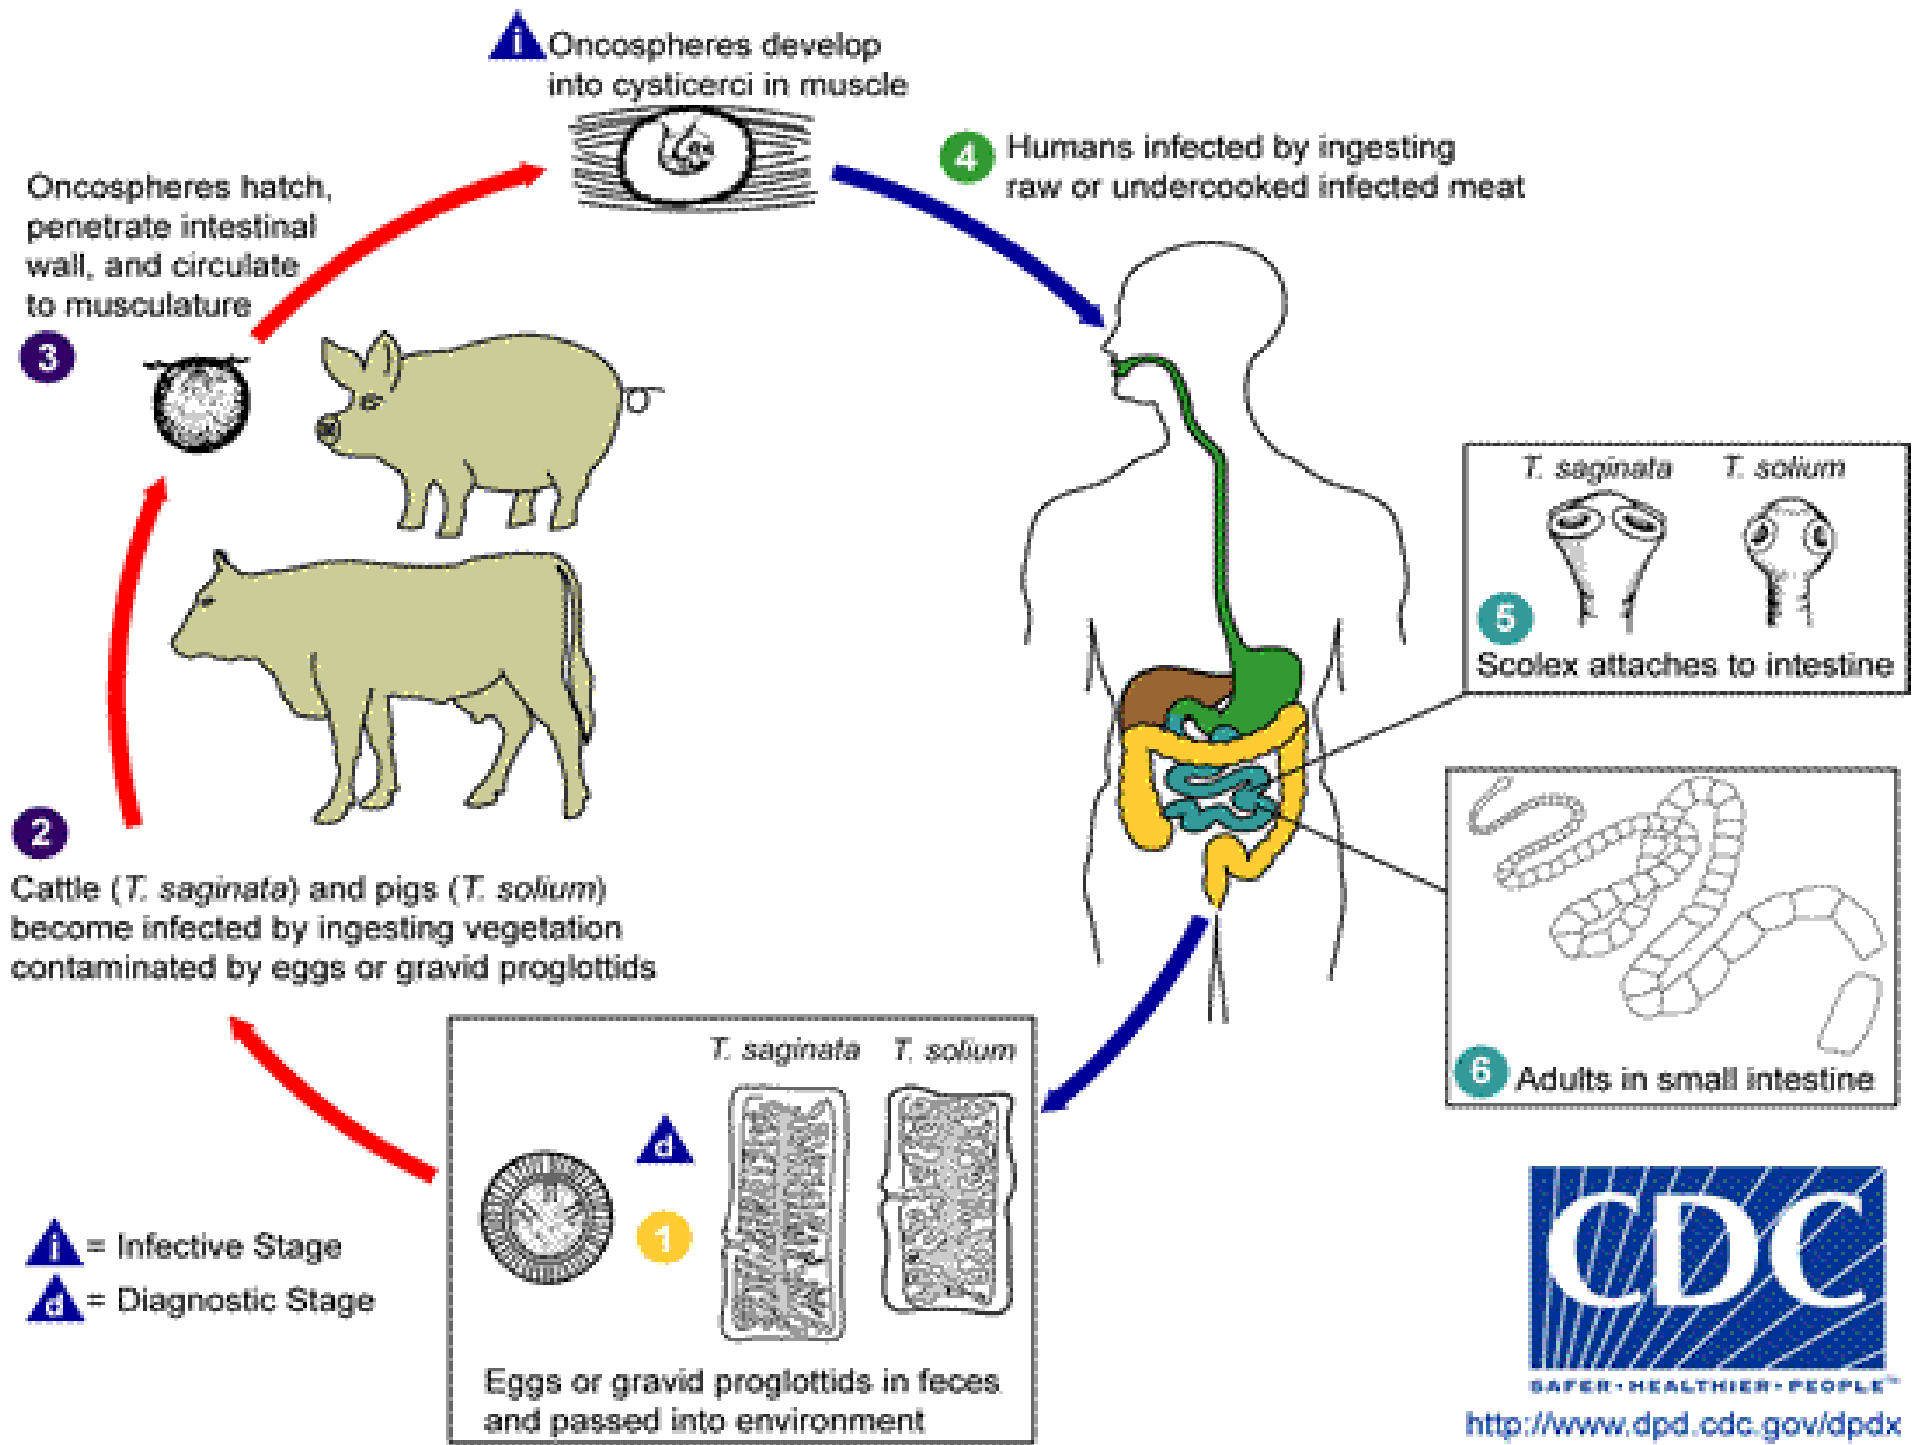 i
Oncospheres develop
into cysticerci in muscle
4
Humans infected by ingesting
raw or undercooked infected meat
Oncospheres hatch,
penetrate intestinal
wall, and circulate
to musculature
3
T. saginata T. solium
5
Scolex attaches to intestine
2
Cattle (T. saginata) and pigs (T. solium)
become infected by ingesting vegetation
contaminated by eggs or gravid proglottids
6 Adults in small intestine
T. saginata T. solium
d
1
Eggs or gravid proglottids in feces
and passed into environment
i = Infective Stage
d = Diagnostic Stage
CDC
SAFER • HEALTHIER • PEOPLE™
http://www.dpd.cdc.gov/dpdx